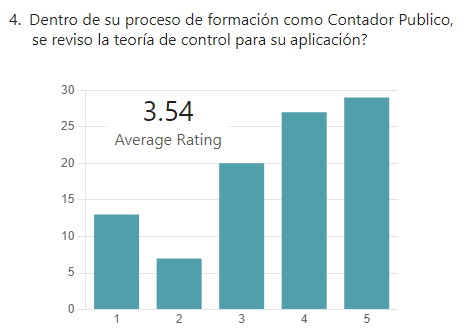 4. Dentro de su proceso de formación como Contador Publico,
se reviso la teoría de control para su aplicación?
30
3.54
25
Average Rating
20
15
10
5
0
1 2 3 4 5